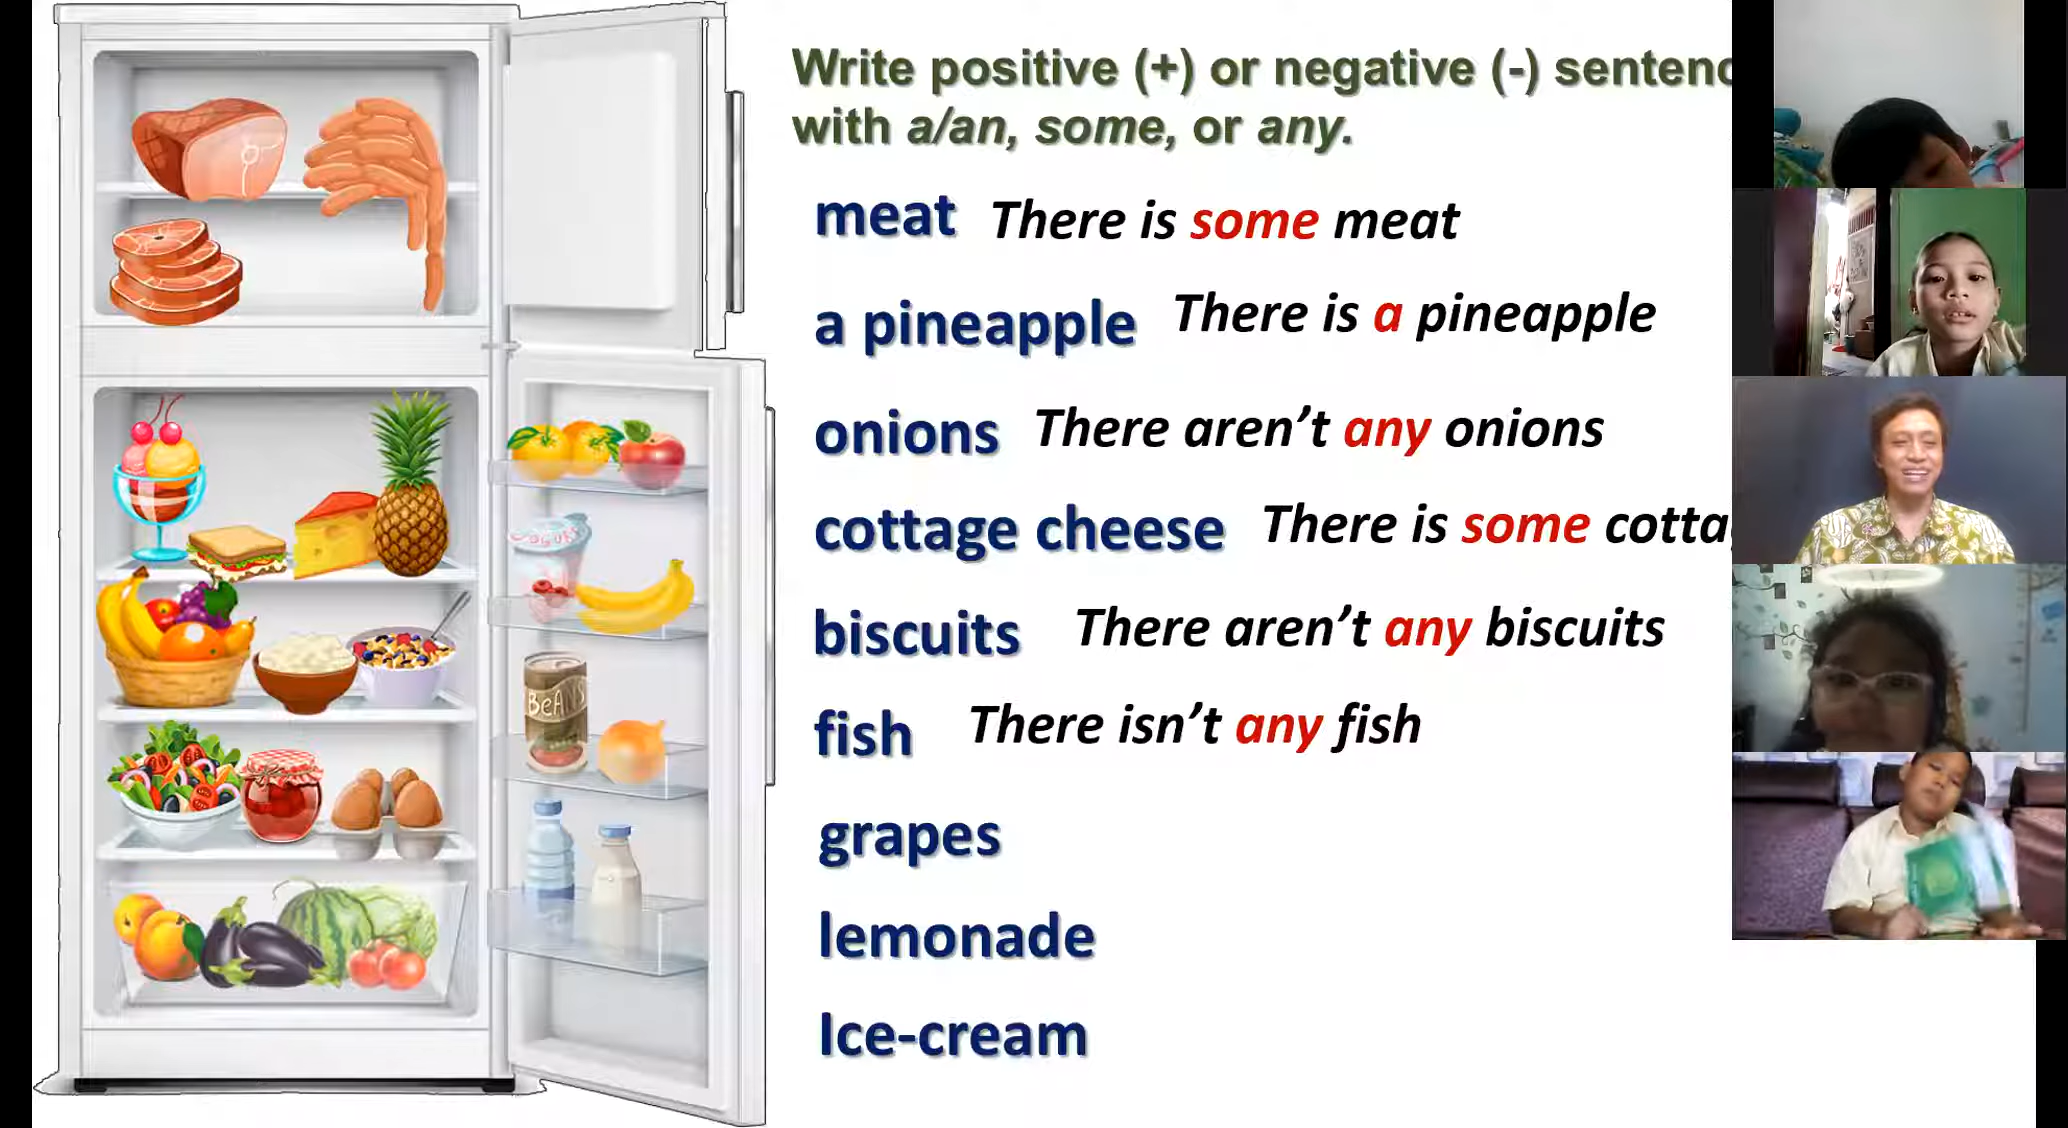 Write positive (+) or negative (-) sentenc
with a/an, some, or any.
meat There is some meat
a pineapple There is a pineapple
onions There aren't any onions
cottage cheese There is some cotta
biscuits There aren't any biscuits
fish There isn't any fish
grapes
lemonade
Ice-cream
BeANS